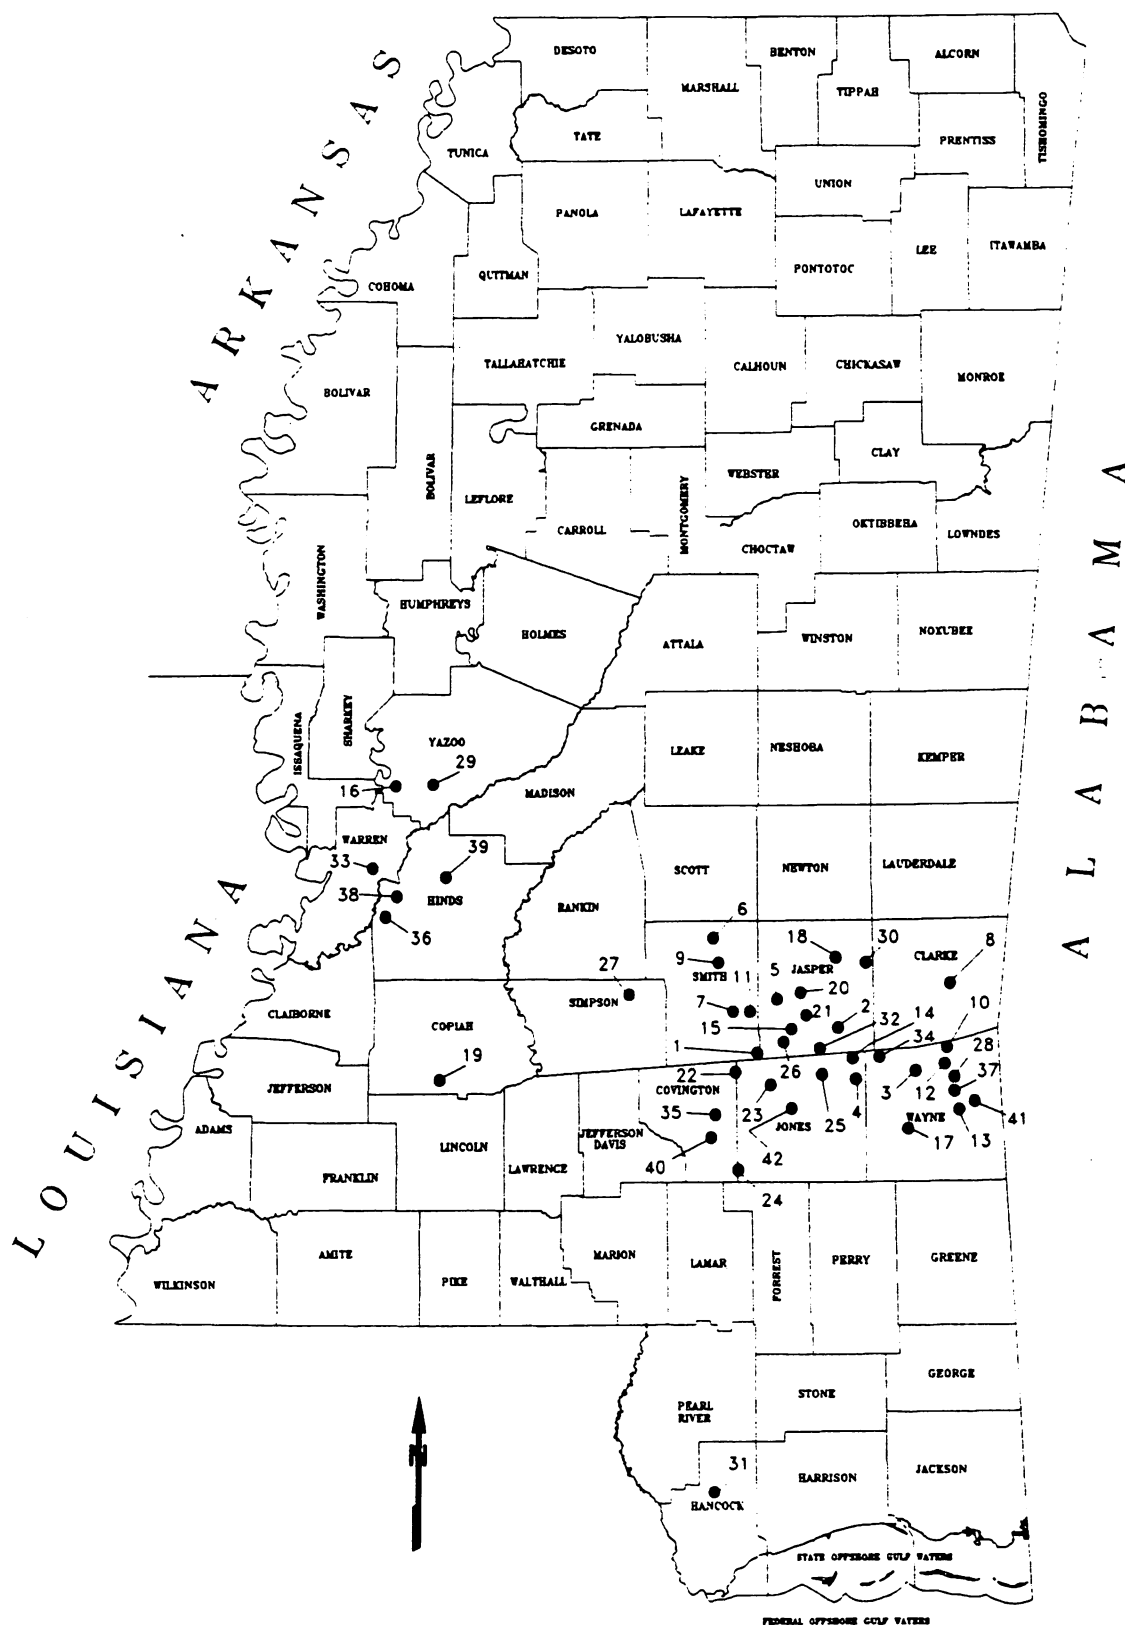 DESOTO
BENTON
ALCORN
MARSHALL
TIPPAH
TISHOMINGO
TATE
PRENTISS
TUNICA
UNION
PANOLA
LAFAYETTE
LEE
ITAWAMBA
PONTOTOC
QUTTMAN
COHOMA
ARKANSAS
YALOBUSHA
TALLAHATCHIE
CALHOUN
CHICKASAW
MONROE
BOLIVAR
GRENADA
CLAY
BOLIVAR
WEBSTER
LEFLORE
MONTGOMERY
OKTIBBEHA
CARROLL
LOWNDES
CHOCTAW
WASHINGTON
HUMPHREYS
HOLMES
ATTALA
WINSTON
NOXUBEE
ALABAMA
SHARKEY
ISSAQUENA
YAZOO
LEAKE
NESHOBA
KEMPER
29
16
MADISON
WARREN
39
33
SCOTT
NEWTON
LAUDERDALE
38
HINDS
RANKIN
6
36
18
30
8
9
CLARKE
27
SMITH
11
5
JASPER
LOUISIANA
SIMPSON
20
7
21
2
32
14
10
CLAIBORNE
COPIAH
15
34
1
28
19
22
26
12
37
JEFFERSON
COVINGTON
23
25
4
3
41
35
JONES
WAYNE
13
ADAMS
JEFFERSON
DAVIS
17
LINCOLN
40
42
LAWRENCE
FRANKLIN
24
AMITE
MARION
LAMAR
FORREST
PERRY
GREENE
WILKINSON
PIKE
WALTHALL
GEORGE
STONE
PEARL
RIVER
N
31
HARRISON
JACKSON
HANCOCK
STATE OFFSHORE GULF WATERS
FEDERAL OFFSHORE GULF WATERS